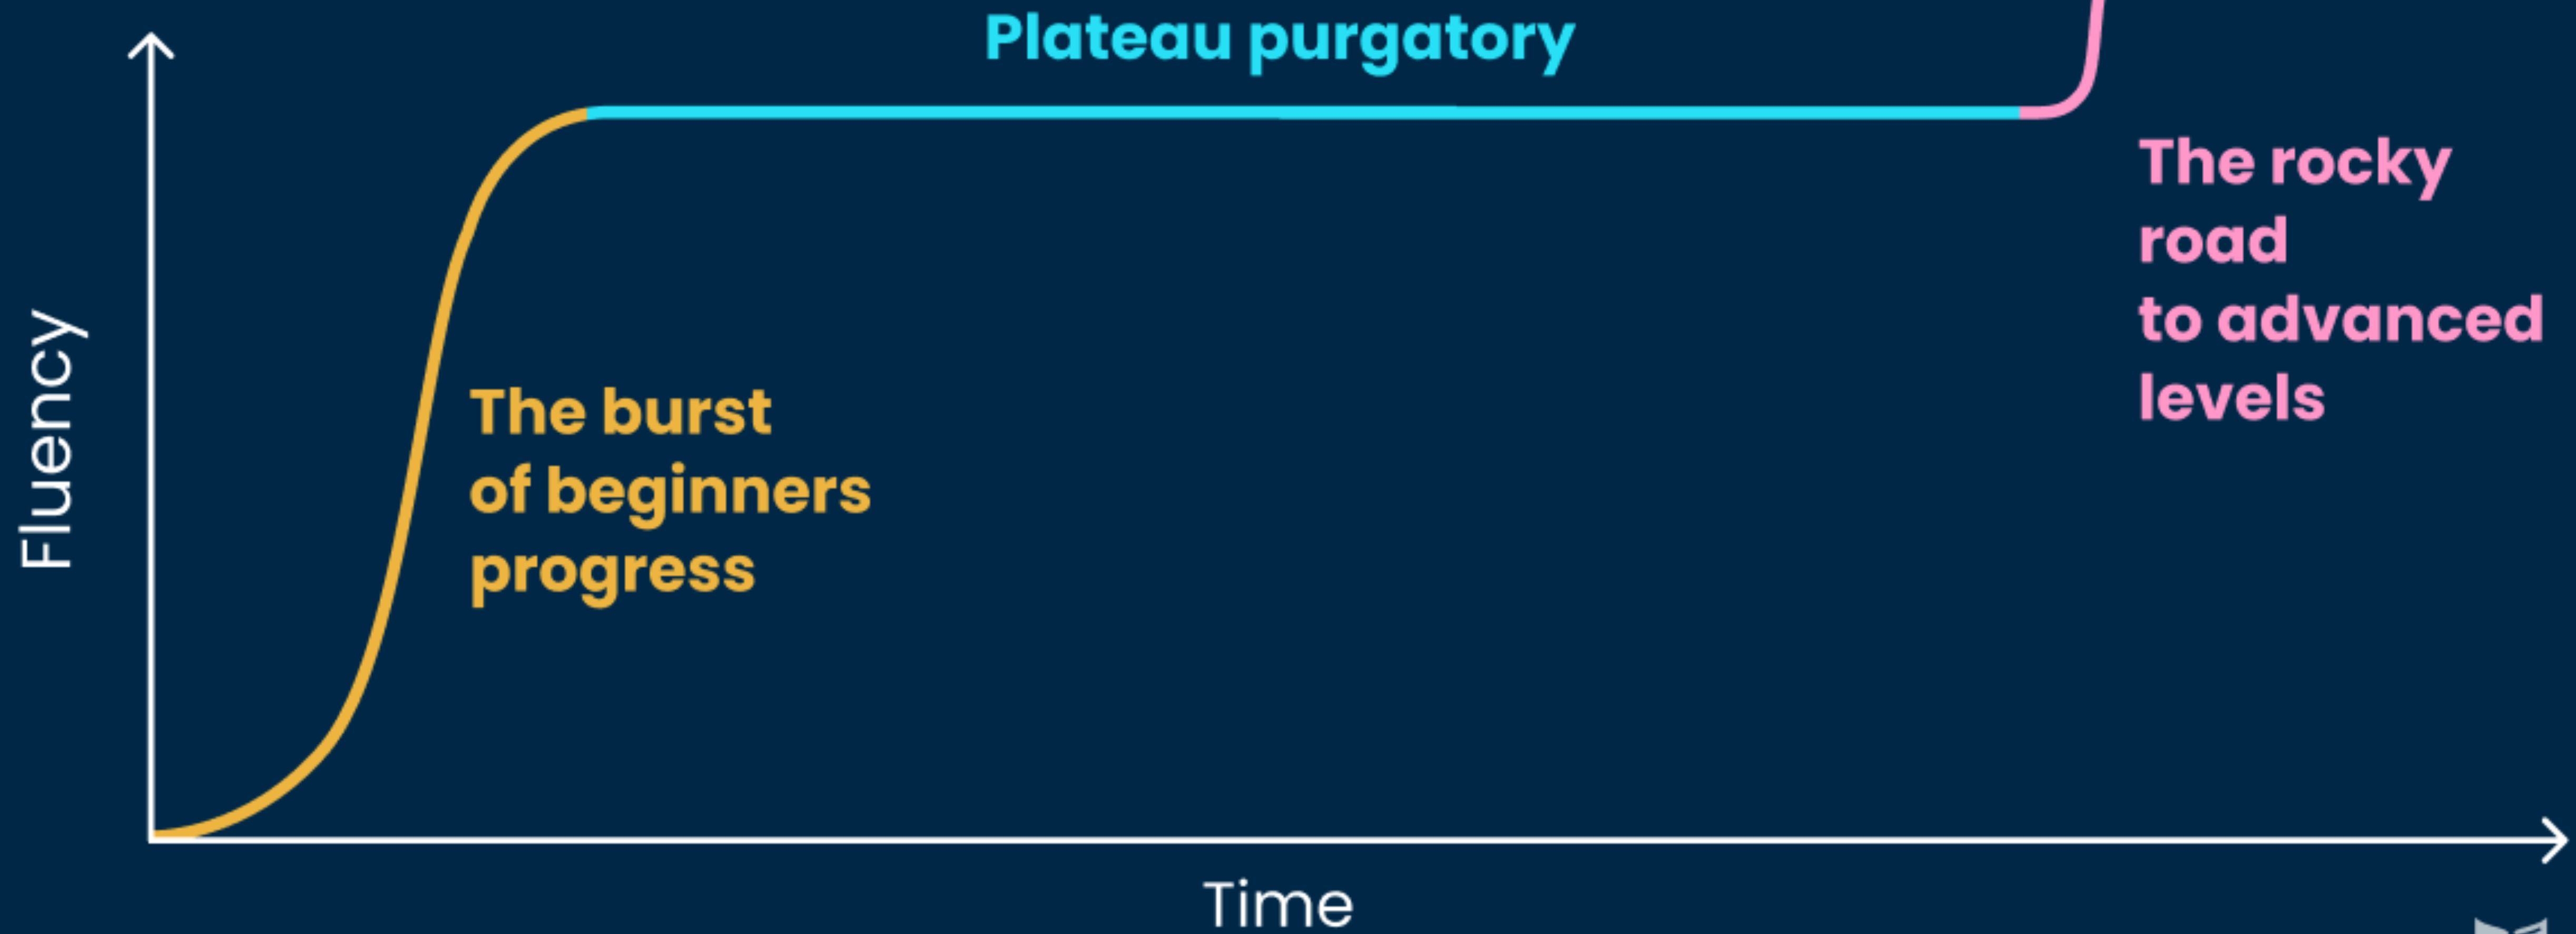 Plateau purgatory
The rocky
road
to advanced
levels
The burst
of beginners
progress
Fluency
Time